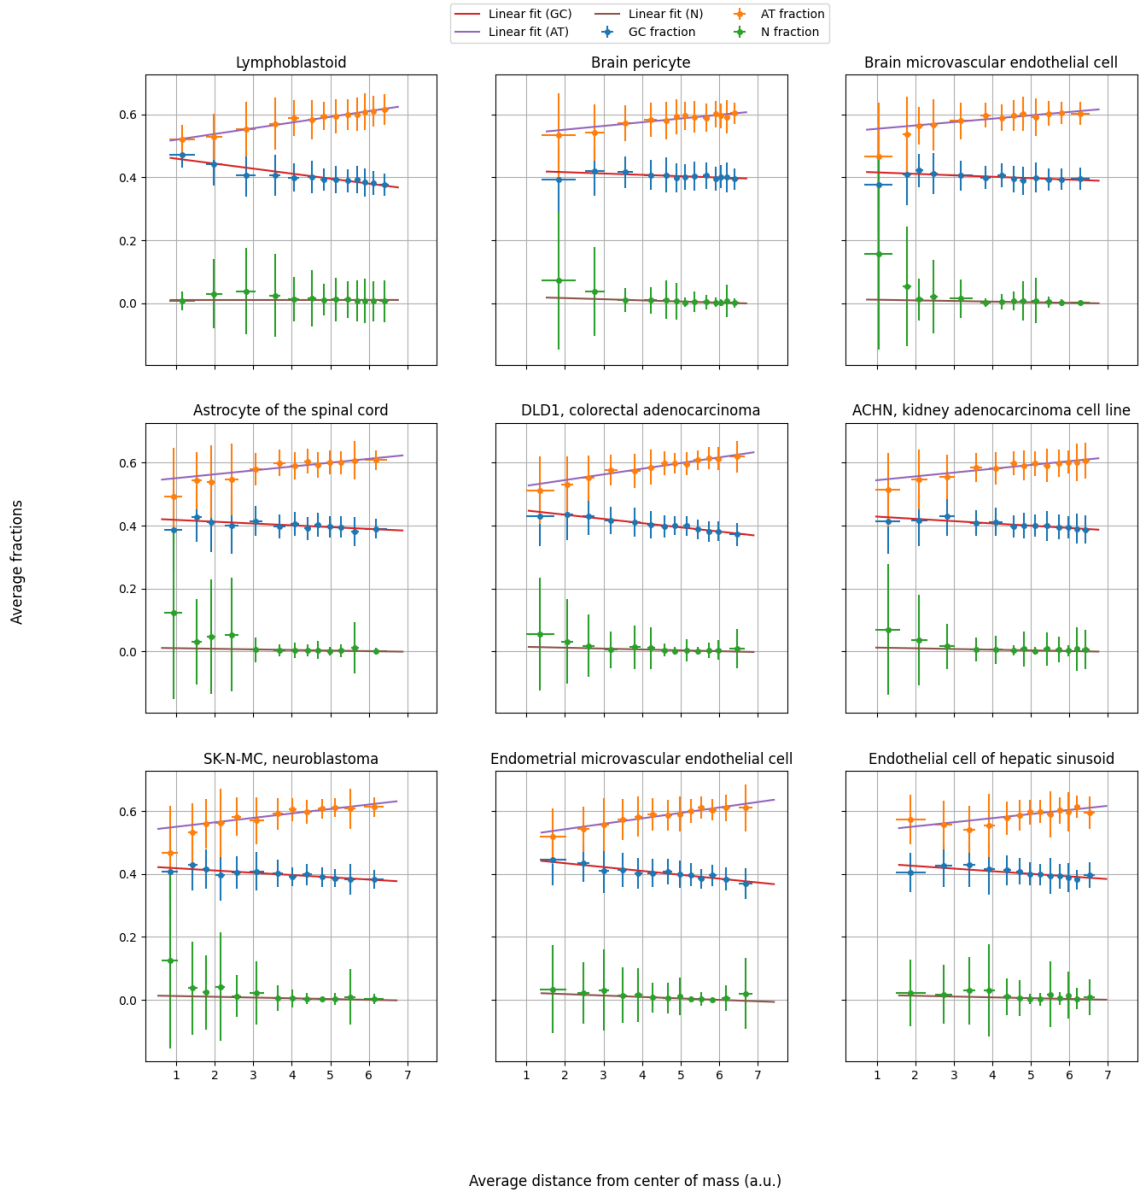 Linear fit (GC) Linear fit (N) AT fraction
Linear fit (AT) GC fraction N fraction
Lymphoblastoid Brain pericyte Brain microvascular endothelial cell
0.6
0.4
0.2
0.0
Astrocyte of the spinal cord DLD1, colorectal adenocarcinoma ACHN, kidney adenocarcinoma cell line
0.6
0.4
0.2
0.0
Average fractions
SK-N-MC, neuroblastoma Endometrial microvascular endothelial cell Endothelial cell of hepatic sinusoid
0.6
0.4
0.2
0.0
1 2 3 4 5 6 7 1 2 3 4 5 6 7 1 2 3 4 5 6 7
Average distance from center of mass (a.u.)